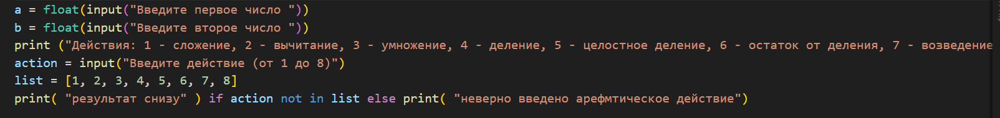 a = float(input("Введите первое число "))
b = float(input("Введите второе число "))
print ("Действия: 1 - сложение, 2 - вычитание, 3 - умножение, 4 - деление, 5 - целостное деление, 6 - остаток от деления, 7 - возведение
action = input("Введите действие (от 1 до 8)")
list = [1, 2, 3, 4, 5, 6, 7, 8]
print( "результат снизу" ) if action not in list else print( "неверно введено арефмтическое действие")